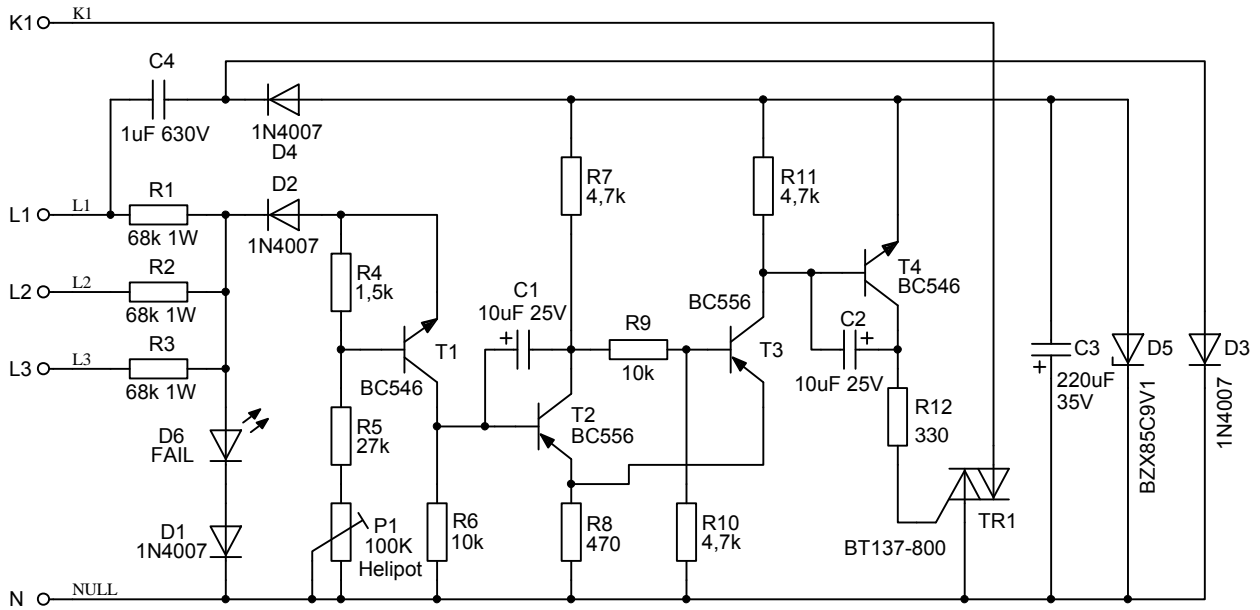 K1
K1
C4
1uF 630V
1N4007
D4
R7
4,7k
R11
4,7k
L1
L1
R1
68k 1W
D2
1N4007
L2
L2
R2
68k 1W
R4
1,5k
T4
BC546
C1
10uF 25V
+
BC556
L3
L3
R3
68k 1W
T1
BC546
R9
10k
T3
C2
+
10uF 25V
C3
+
220uF
35V
D5
BZX85C9V1
D3
1N4007
D6
FAIL
R5
27k
T2
BC556
R12
330
D1
1N4007
P1
100K
Helipot
R6
10k
R8
470
R10
4,7k
TR1
BT137-800
N
NULL